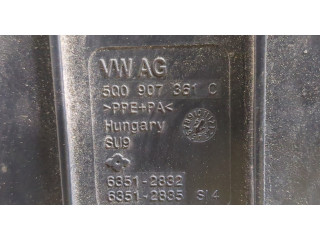 VW AG
5Q0 907 361 C
>PPE+PA<
Hungary
SU9
6351-2832
6351-2835 S14